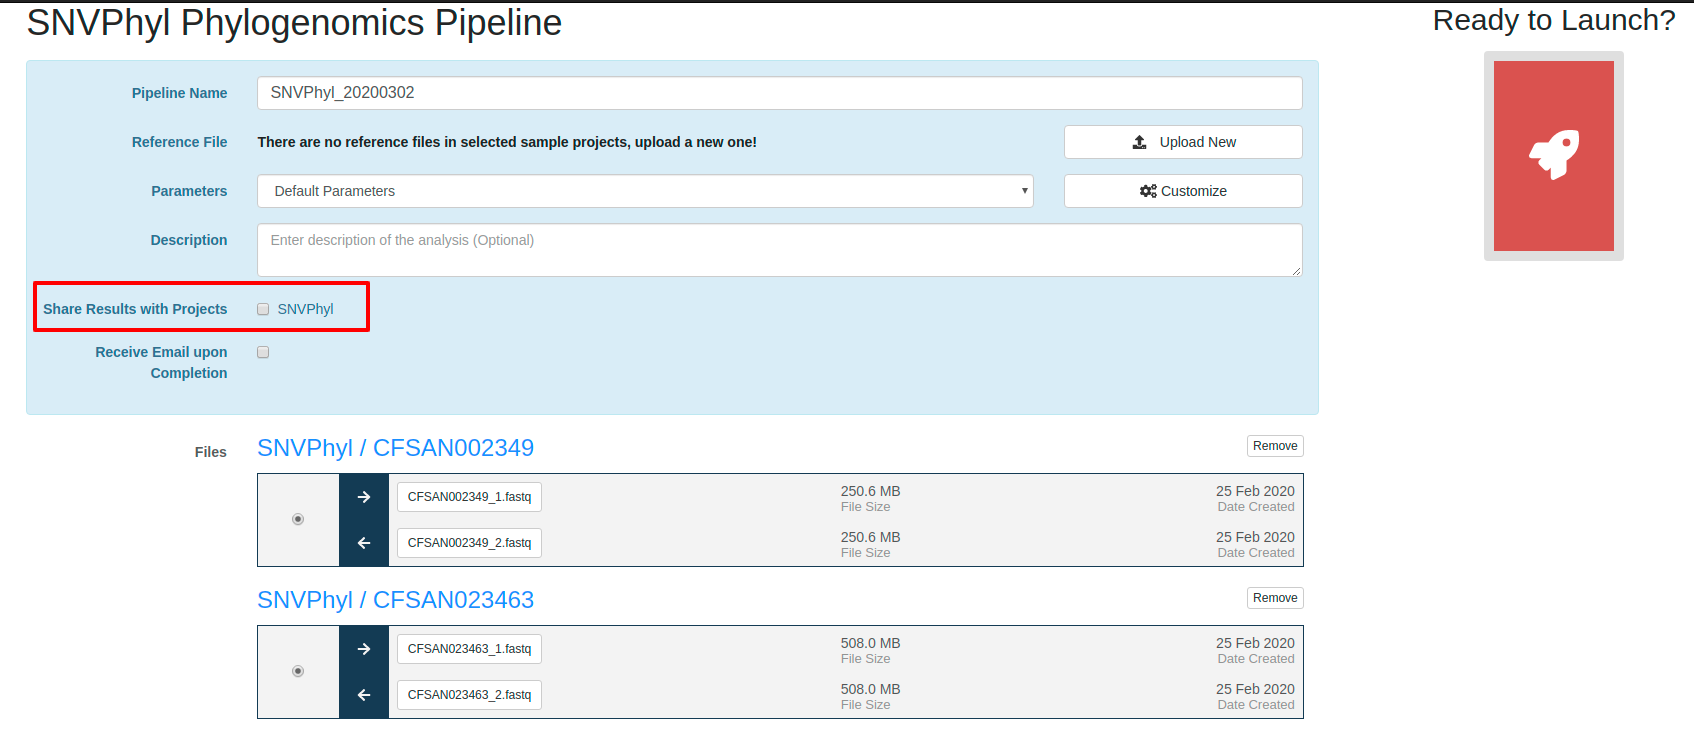 SNVPhyl Phylogenomics Pipeline
Ready to Launch?
Pipeline Name SNVPhyl_20200302
Reference File There are no reference files in selected sample projects, upload a new one! Upload New
Parameters Default Parameters Customize
Description Enter description of the analysis (Optional)
Share Results with Projects SNVPhyl
Receive Email upon
Completion
Files SNVPhyl / CFSAN002349 Remove
CFSAN002349_1.fastq 250.6 MB 25 Feb 2020
File Size Date Created
CFSAN002349_2.fastq 250.6 MB 25 Feb 2020
File Size Date Created
SNVPhyl / CFSAN023463 Remove
CFSAN023463_1.fastq 508.0 MB 25 Feb 2020
File Size Date Created
CFSAN023463_2.fastq 508.0 MB 25 Feb 2020
File Size Date Created